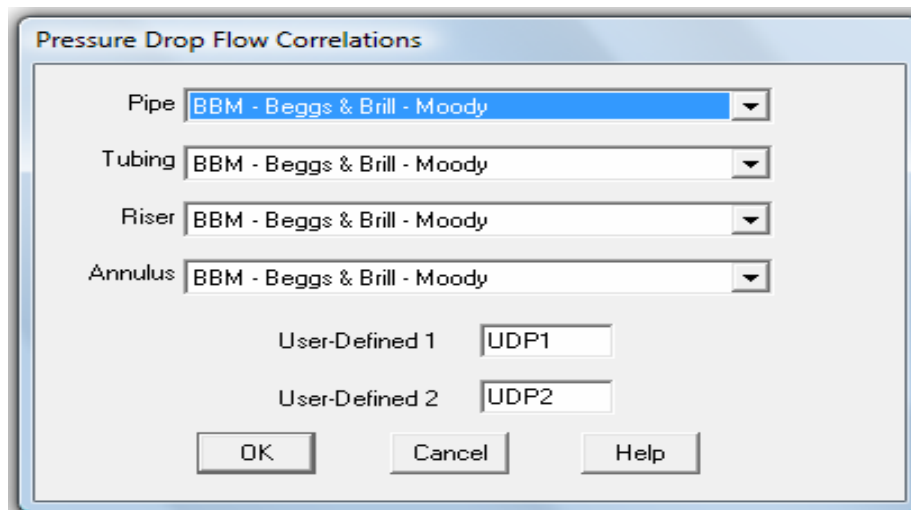 Pressure Drop Flow Correlations
Pipe BBM - Beggs & Brill - Moody
Tubing BBM - Beggs & Brill - Moody
Riser BBM - Beggs & Brill - Moody
Annulus BBM - Beggs & Brill - Moody
User-Defined 1 UDP1
User-Defined 2 UDP2
OK Cancel Help